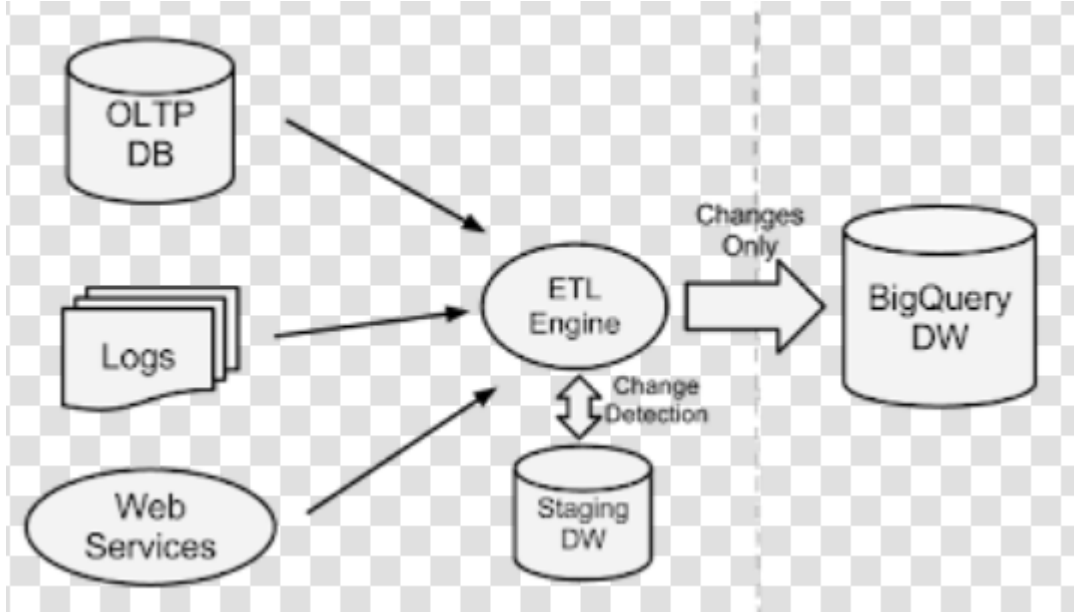 OLTP
DB
Logs
Web
Services
ETL
Engine
Change
Detection
Staging
DW
Changes
Only
BigQuery
DW